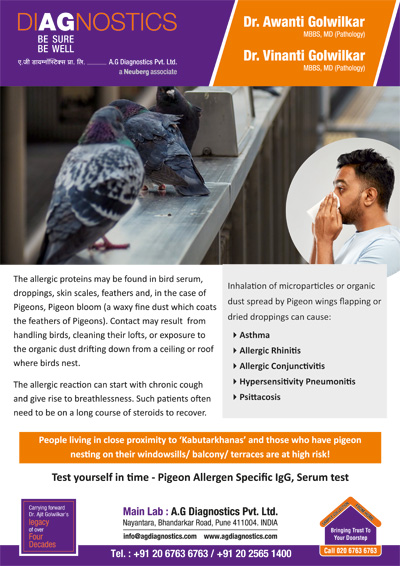 DIAGNOSTICS
BE SURE
BE WELL
ए.जी डायग्नॉस्टिक्स प्रा. लि. A.G Diagnostics Pvt. Ltd.
a Neuberg associate
Dr. Awanti Golwilkar
MBBS, MD (Pathology)
Dr. Vinanti Golwilkar
MBBS, MD (Pathology)
The allergic proteins may be found in bird serum,
droppings, skin scales, feathers and, in the case of
Pigeons, Pigeon bloom (a waxy fine dust which coats
the feathers of Pigeons). Contact may result from
handling birds, cleaning their lofts, or exposure to
the organic dust drifting down from a ceiling or roof
where birds nest.
The allergic reaction can start with chronic cough
and give rise to breathlessness. Such patients often
need to be on a long course of steroids to recover.
Inhalation of microparticles or organic
dust spread by Pigeon wings flapping or
dried droppings can cause:
Asthma
Allergic Rhinitis
Allergic Conjunctivitis
Hypersensitivity Pneumonitis
Psittacosis
People living in close proximity to 'Kabutarkhanas' and those who have pigeon
nesting on their windowsills/ balcony/ terraces are at high risk!
Test yourself in time - Pigeon Allergen Specific IgG, Serum test
Carrying forward
Dr. Ajit Golwilkar's
legacy
of over
Four
Decades
Main Lab : A.G Diagnostics Pvt. Ltd.
Nayantara, Bhandarkar Road, Pune 411004. INDIA
info@agdiagnostics.com www.agdiagnostics.com
Tel. : +91 20 6763 6763 / +91 20 2565 1400
Bringing Trust To
Your Doorstep
Call 020 6763 6763